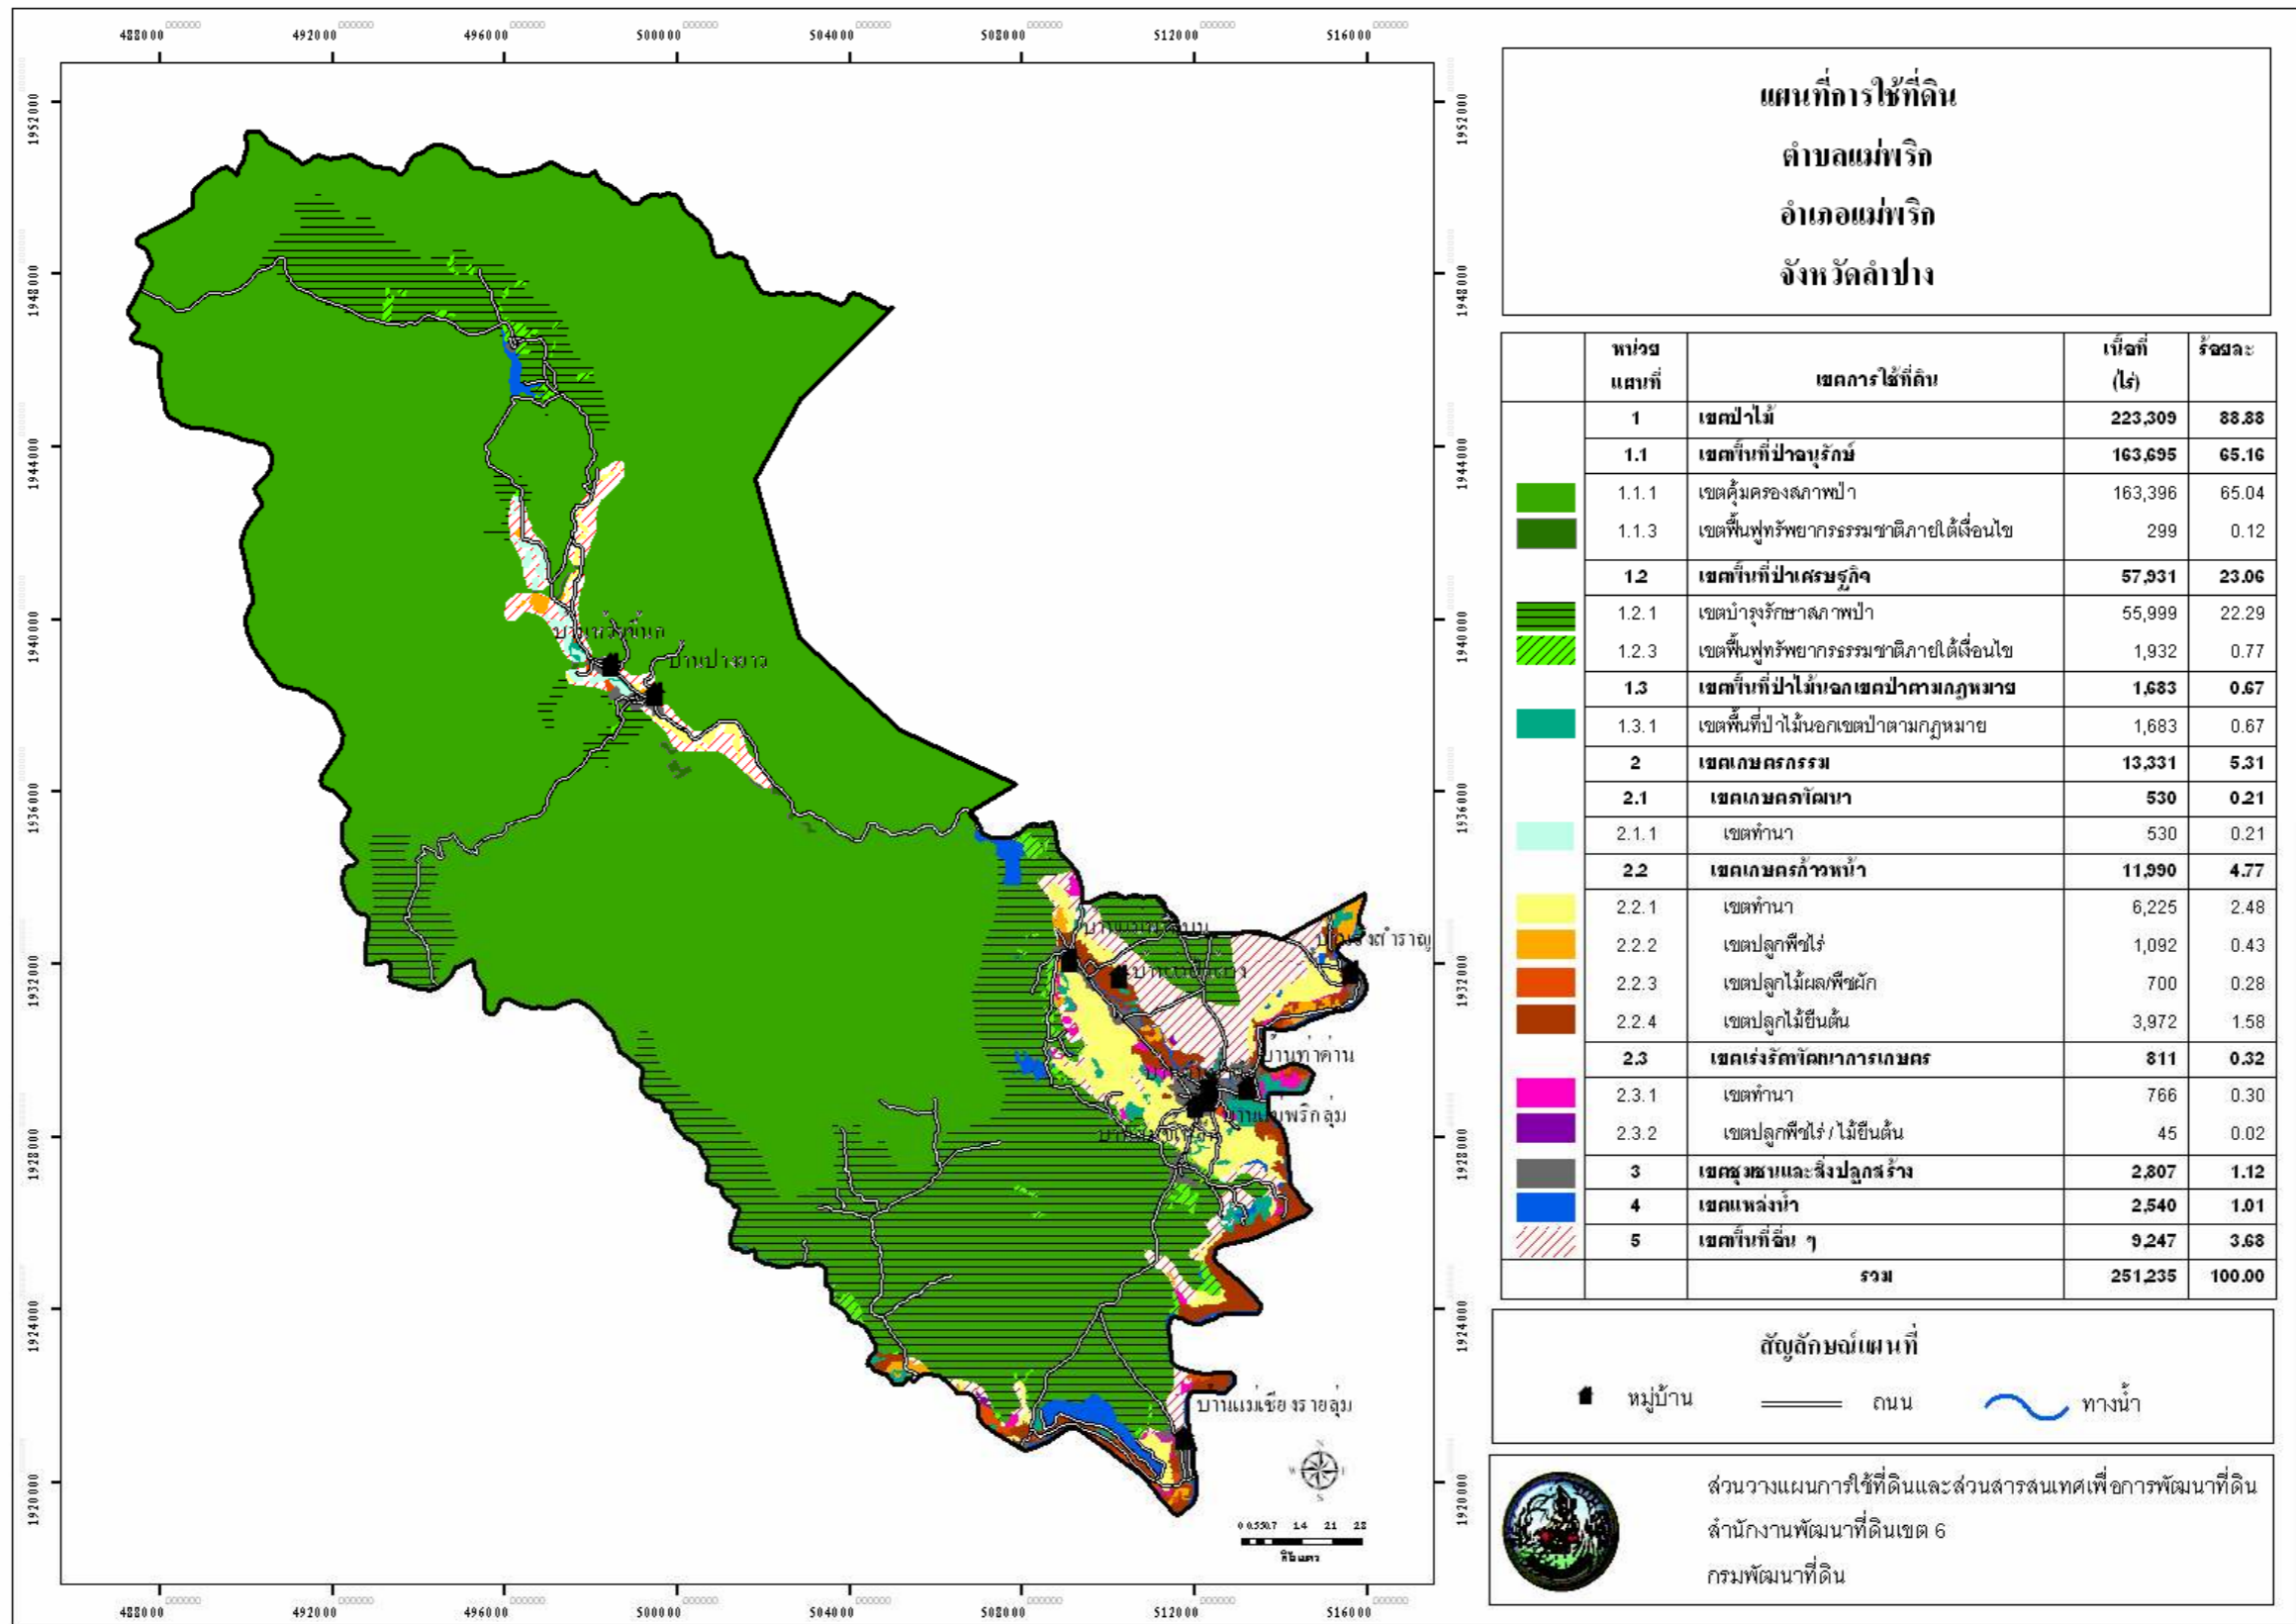 488000 492000 496000 500000 504000 508000 512000 516000
1952000
1948000
1944000
1940000
1936000
1932000
1928000
1924000
1920000
1952000
1948000
1944000
1940000
1936000
1932000
1928000
1924000
1920000
บ้านปางยาว
บ้านท่าด่าน
บ้านแม่พริกลุ่ม
บ้านแม่เชียงรายลุ่ม
N
W E
S
0 0.350.7 1.4 2.1 2.8
กิโลเมตร
488000 492000 496000 500000 504000 508000 512000 516000
แผนที่การใช้ที่ดิน
ตำบลแม่พริก
อำเภอแม่พริก
จังหวัดลำปาง
หน่วย เนื้อที่ ร้อยละ
แผนที่ เขตการใช้ที่ดิน (ไร่)
1 เขตป่าไม้ 223,309 88.88
1.1 เขตพื้นที่ป่าอนุรักษ์ 163,695 65.16
1.1.1 เขตคุ้มครองสภาพป่า 163,396 65.04
1.1.3 เขตฟื้นฟูทรัพยากรธรรมชาติภายใต้เงื่อนไข 299 0.12
1.2 เขตพื้นที่ป่าเศรษฐกิจ 57,931 23.06
1.2.1 เขตบำรุงรักษาสภาพป่า 55,999 22.29
1.2.3 เขตฟื้นฟูทรัพยากรธรรมชาติภายใต้เงื่อนไข 1,932 0.77
1.3 เขตพื้นที่ป่าไม้นอกเขตป่าตามกฎหมาย 1,683 0.67
1.3.1 เขตพื้นที่ป่าไม้นอกเขตป่าตามกฎหมาย 1,683 0.67
2 เขตเกษตรกรรม 13,331 5.31
2.1 เขตเกษตรพัฒนา 530 0.21
2.1.1 เขตทำนา 530 0.21
2.2 เขตเกษตรก้าวหน้า 11,990 4.77
2.2.1 เขตทำนา 6,225 2.48
2.2.2 เขตปลูกพืชไร่ 1,092 0.43
2.2.3 เขตปลูกไม้ผล/พืชผัก 700 0.28
2.2.4 เขตปลูกไม้ยืนต้น 3,972 1.58
2.3 เขตเร่งรัดพัฒนาการเกษตร 811 0.32
2.3.1 เขตทำนา 766 0.30
2.3.2 เขตปลูกพืชไร่ / ไม้ยืนต้น 45 0.02
3 เขตชุมชนและสิ่งปลูกสร้าง 2,807 1.12
4 เขตแหล่งน้ำ 2,540 1.01
5 เขตพื้นที่อื่น ๆ 9,247 3.68
รวม 251,235 100.00
สัญลักษณ์แผนที่
หมู่บ้าน ถนน ทางน้ำ
ส่วนวางแผนการใช้ที่ดินและส่วนสารสนเทศเพื่อการพัฒนาที่ดิน
สำนักงานพัฒนาที่ดินเขต 6
กรมพัฒนาที่ดิน